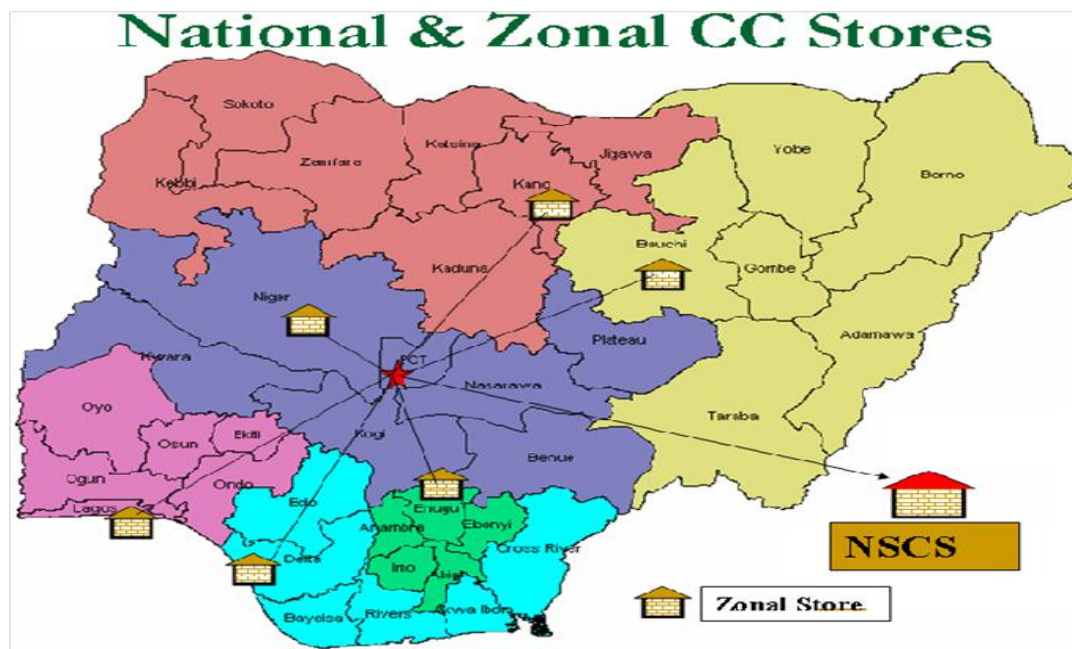 National & Zonal CC Stores
Sokoto
Katsina
Zamfara
Jigawa
Yobe
Borno
Kebbi
Kano
Bauchi
Gombe
Kaduna
Niger
Adamawa
FCT
Plateau
Kwara
Nasarawa
Oyo
Taraba
Osun
Ekiti
Kogi
Benue
Ogun
Ondo
Lagos
Edo
Enugu
Anambra
Ebonyi
Cross River
Delta
Imo
Abia
Bayelsa
Rivers
Akwa Ibom
NSCS
Zonal Store